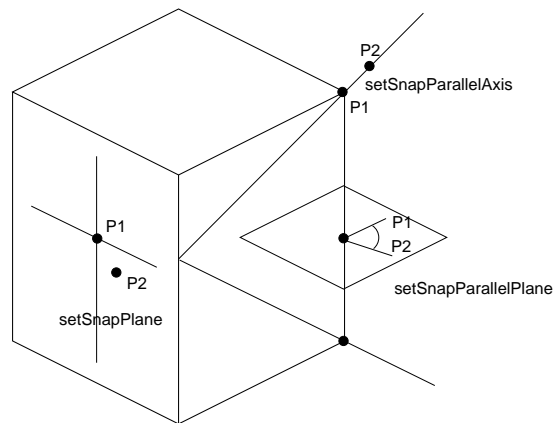 P2
setSnapParallelAxis
P1
P1
P2
setSnapPlane
P1
P2
setSnapParallelPlane